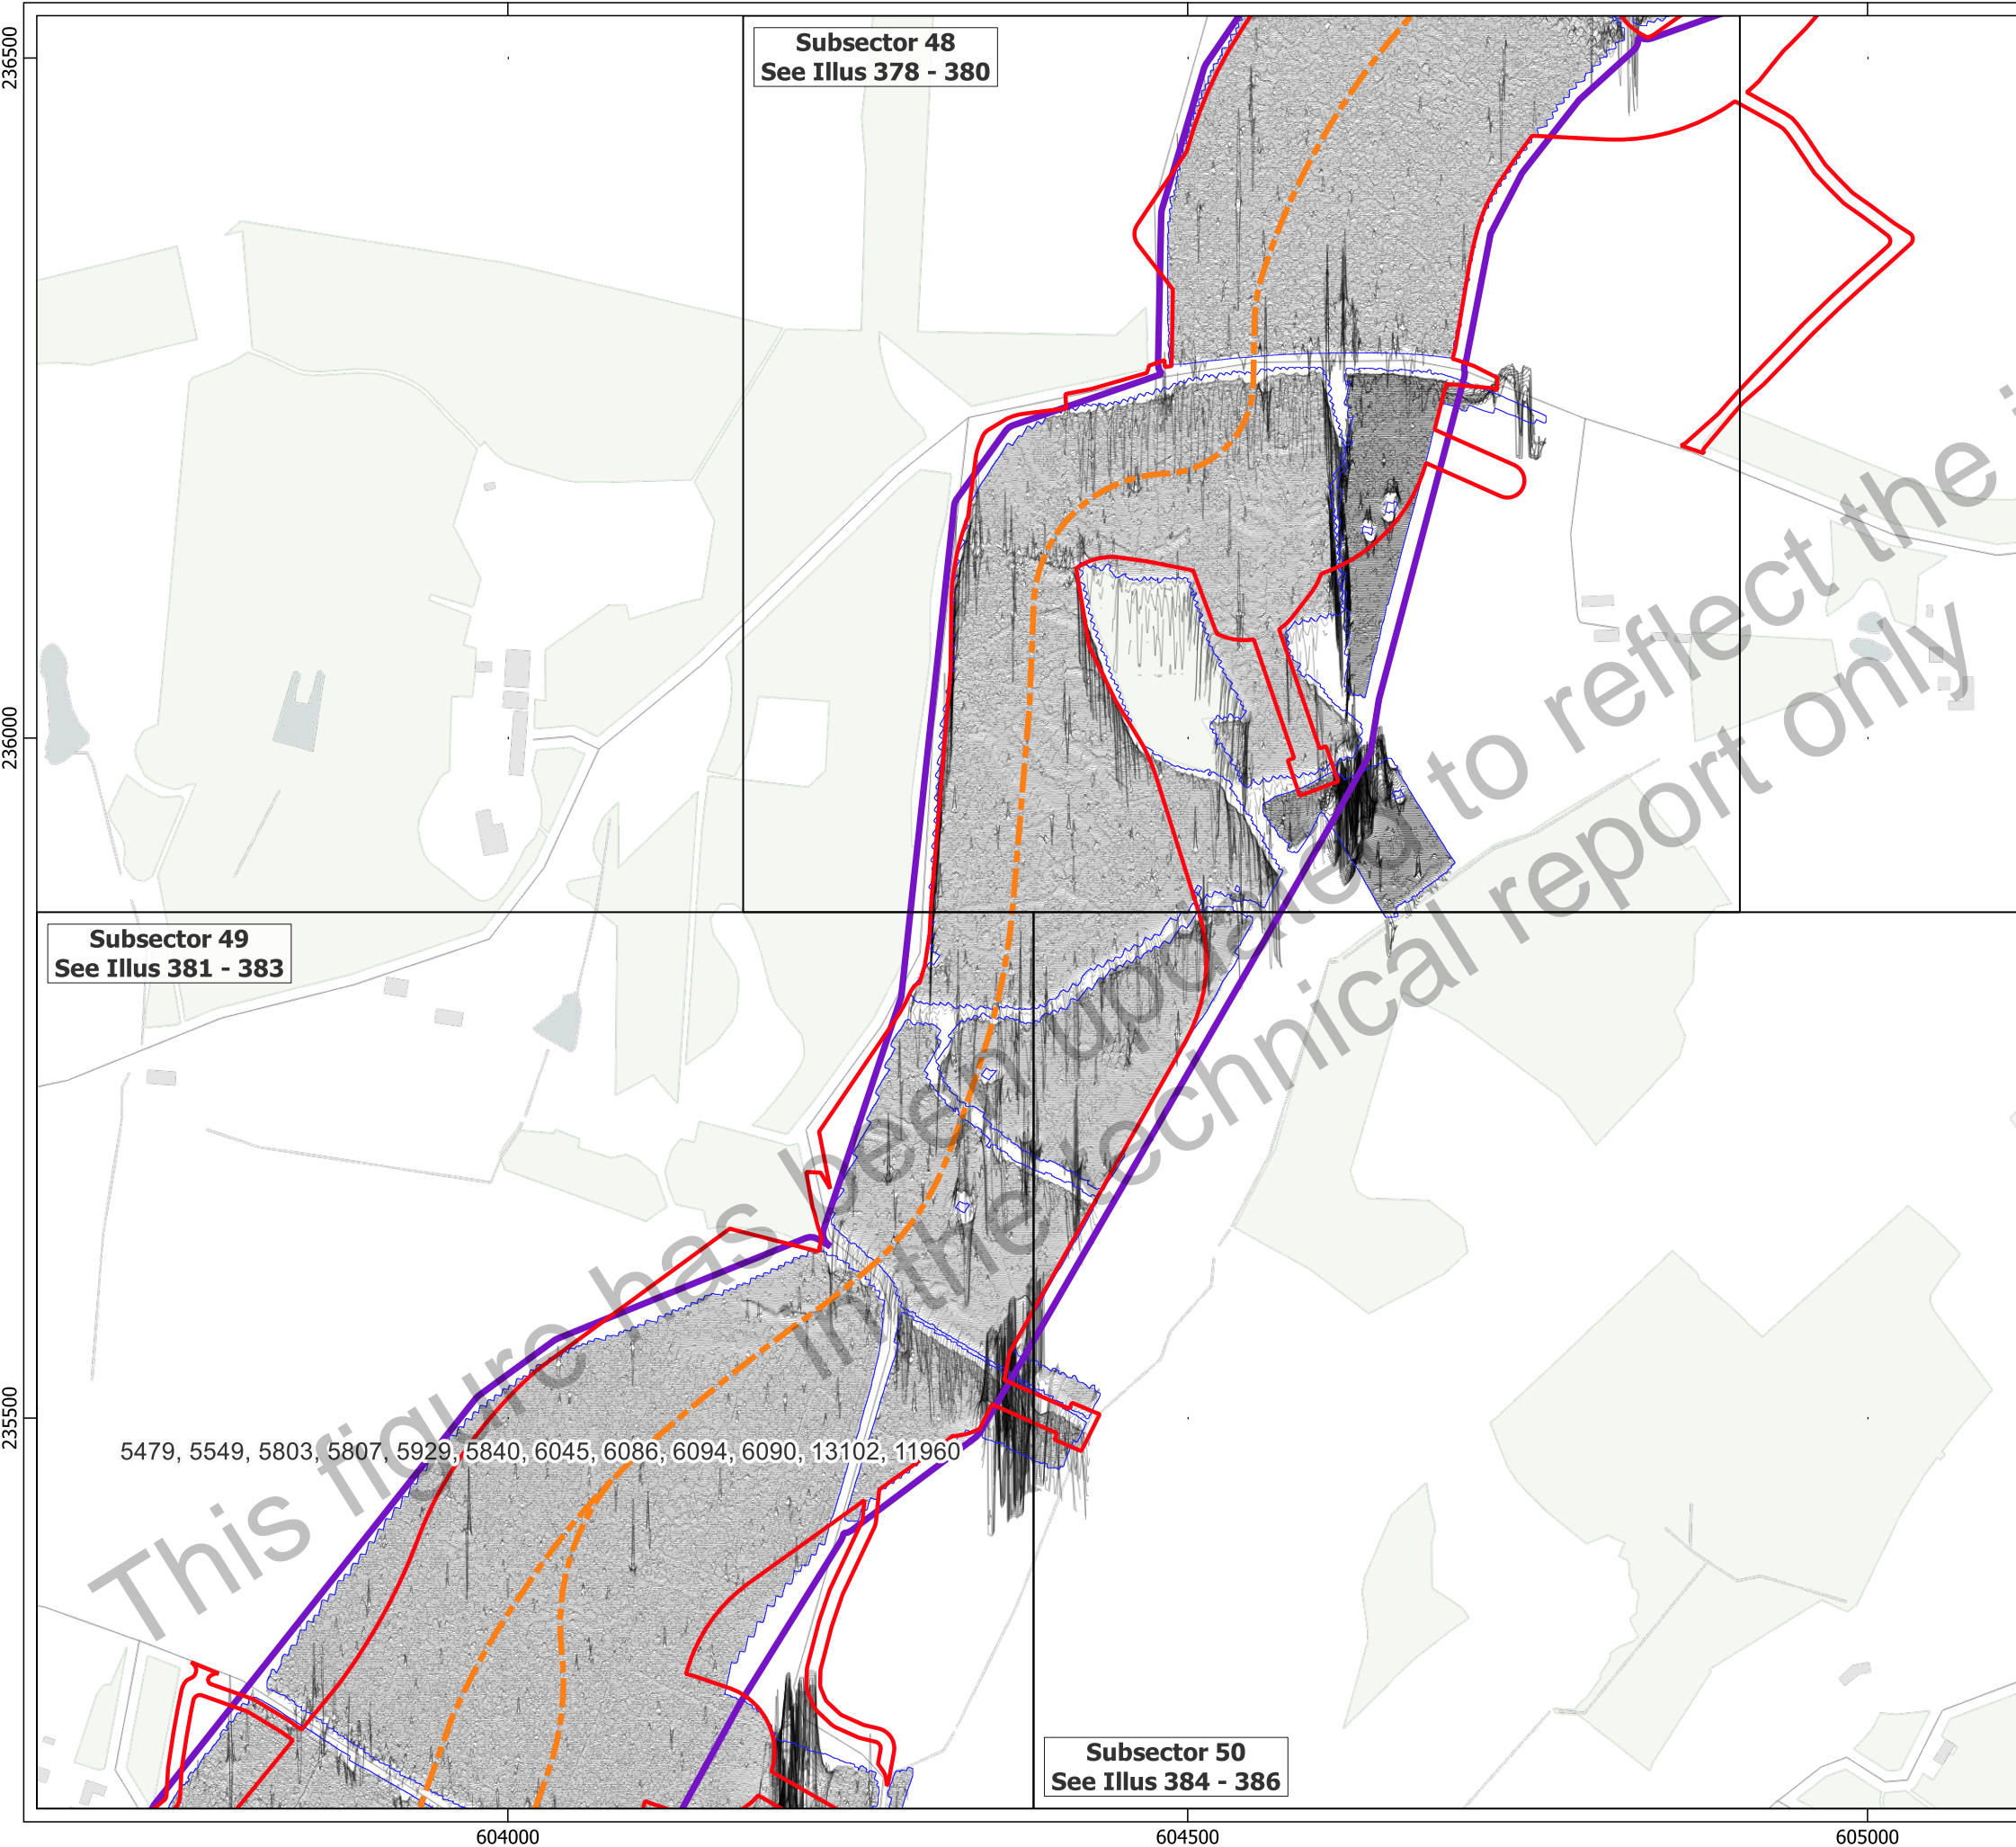 Subsector 48
See Illus 378 - 380
236500
236000
Subsector 49
See Illus 381 - 383
235500
5479, 5549, 5803, 5807, 5929, 5840, 6045, 6086, 6094, 6090, 13102, 11960
This figure has been updated to reflect the
in the technical report only
Subsector 50
See Illus 384 - 386
604000
604500
605000